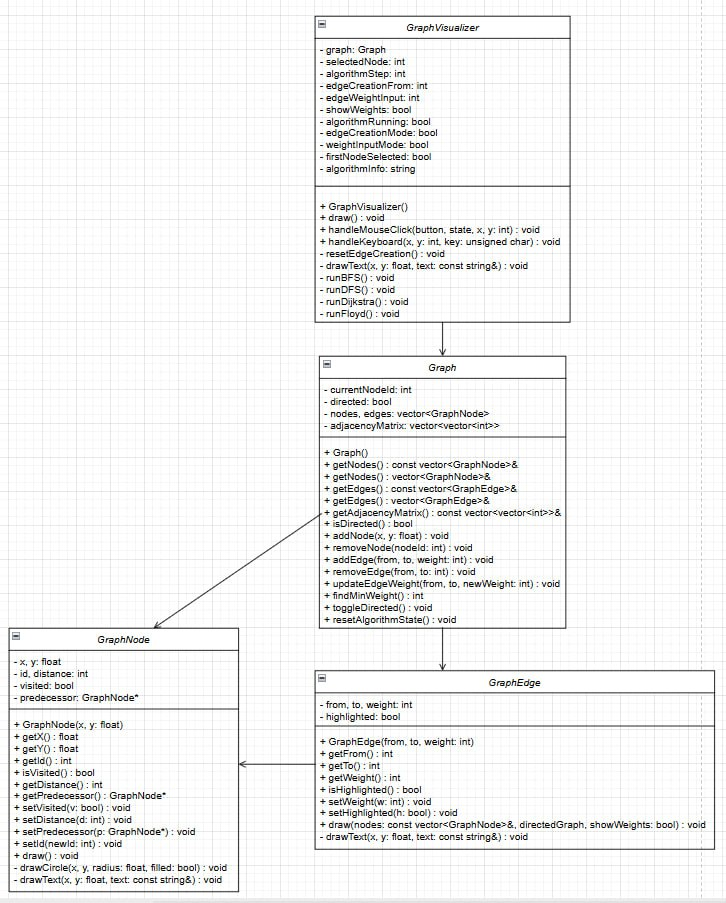 GraphVisualizer
- graph: Graph
- selectedNode: int
- algorithmStep: int
- edgeCreationFrom: int
- edgeWeightInput: int
- showWeights: bool
- algorithmRunning: bool
- edgeCreationMode: bool
- weightInputMode: bool
- firstNodeSelected: bool
- algorithmInfo: string
+ GraphVisualizer()
+ draw() : void
+ handleMouseClick(button, state, x, y: int) : void
+ handleKeyboard(x, y: int, key: unsigned char) : void
- resetEdgeCreation() : void
- drawText(x, y: float, text: const string&) : void
- runBFS() : void
- runDFS() : void
- runDijkstra() : void
- runFloyd() : void
Graph
- currentNodeId: int
- directed: bool
- nodes, edges: vector<GraphNode>
- adjacencyMatrix: vector<vector<int>>
+ Graph()
+ getNodes() : const vector<GraphNode>&
+ getNodes() : vector<GraphNode>&
+ getEdges() : const vector<GraphEdge>&
+ getEdges() : vector<GraphEdge>&
+ getAdjacencyMatrix() : const vector<vector<int>>&
+ isDirected() : bool
+ addNode(x, y: float) : void
+ removeNode(nodeId: int) : void
+ addEdge(from, to, weight: int) : void
+ removeEdge(from, to: int) : void
+ updateEdgeWeight(from, to, newWeight: int) : void
+ findMinWeight() : int
+ toggleDirected() : void
+ resetAlgorithmState() : void
GraphNode
- x, y: float
- id, distance: int
- visited: bool
- predecessor: GraphNode*
+ GraphNode(x, y: float)
+ getX() : float
+ getY() : float
+ getId() : int
+ isVisited() : bool
+ getDistance() : int
+ getPredecessor() : GraphNode*
+ setVisited(v: bool) : void
+ setDistance(d: int) : void
+ setPredecessor(p: GraphNode*) : void
+ setId(newId: int) : void
+ draw() : void
- drawCircle(x, y, radius: float, filled: bool) : void
- drawText(x, y: float, text: const string&) : void
GraphEdge
- from, to, weight: int
- highlighted: bool
+ GraphEdge(from, to, weight: int)
+ getFrom() : int
+ getTo() : int
+ getWeight() : int
+ isHighlighted() : bool
+ setWeight(w: int) : void
+ setHighlighted(h: bool) : void
+ draw(nodes: const vector<GraphNode>&, directedGraph, showWeights: bool) : void
- drawText(x, y: float, text: const string&) : void